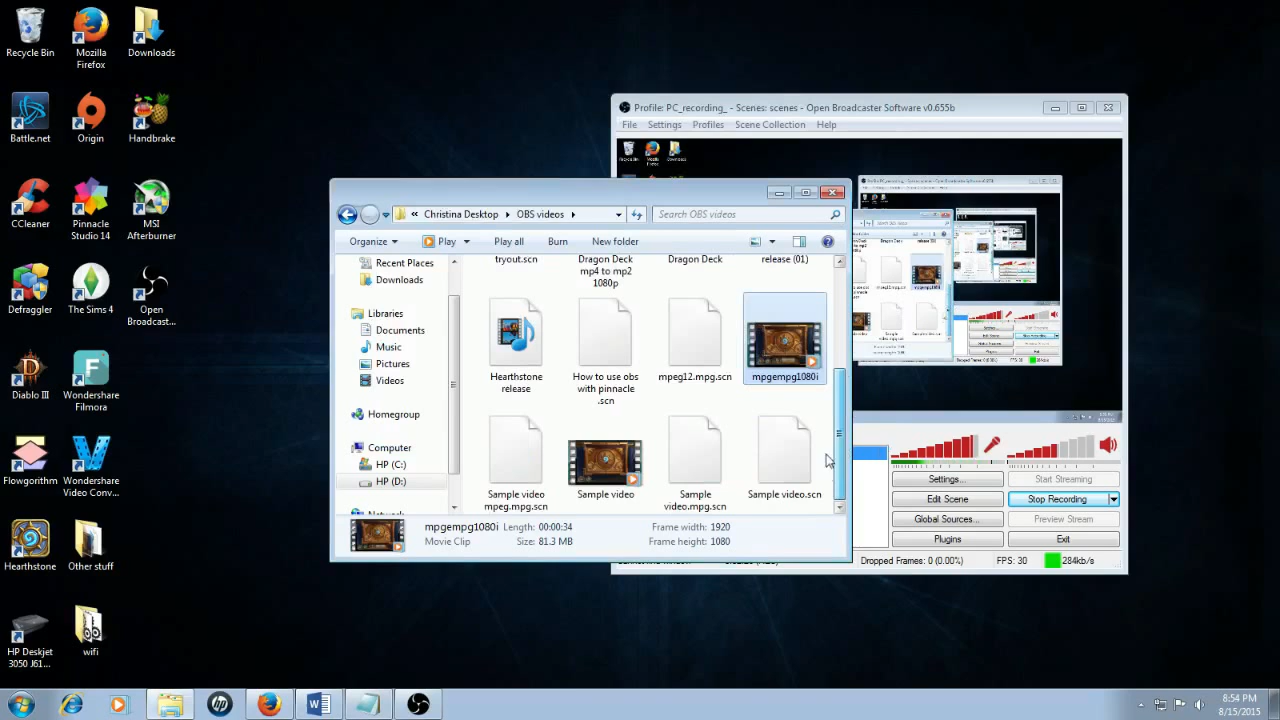 Recycle Bin
Mozilla
Firefox
Downloads
Battle.net
Origin
Handbrake
CCleaner
Pinnacle
Studio 14
MSI
Afterburner
Defraggler
The Sims 4
Open
Broadcast...
Diablo III
Wondershare
Filmora
Flowgorithm
Wondershare
Video Conv...
Hearthstone
Other stuff
HP Deskjet
3050 J61...
wifi
Profile: PC_recording_ - Scenes: scenes - Open Broadcaster Software v0.655b
File Settings Profiles Scene Collection Help
« Christina Desktop OBS videos
Search OBS videos
Organize Play Play all Burn New folder
Recent Places
Downloads
Libraries
Documents
Music
Pictures
Videos
Homegroup
Computer
HP (C:)
HP (D:)
tryout.scn
Dragon Deck
mp4 to mp2
1080p
Dragon Deck
release (01)
Hearthstone
release
How to use obs
with pinnacle
.scn
mpeg12.mpg.scn
mpgempg1080i
Sample video
mpeg.mpg.scn
Sample video
Sample
video.mpg.scn
Sample video.scn
mpgempg1080i Length: 00:00:34 Frame width: 1920
Movie Clip Size: 81.3 MB Frame height: 1080
Settings... Start Streaming
Edit Scene Stop Recording
Global Sources... Preview Stream
Plugins Exit
Dropped Frames: 0 (0.00%) FPS: 30 284kb/s
8:54 PM
8/15/2015